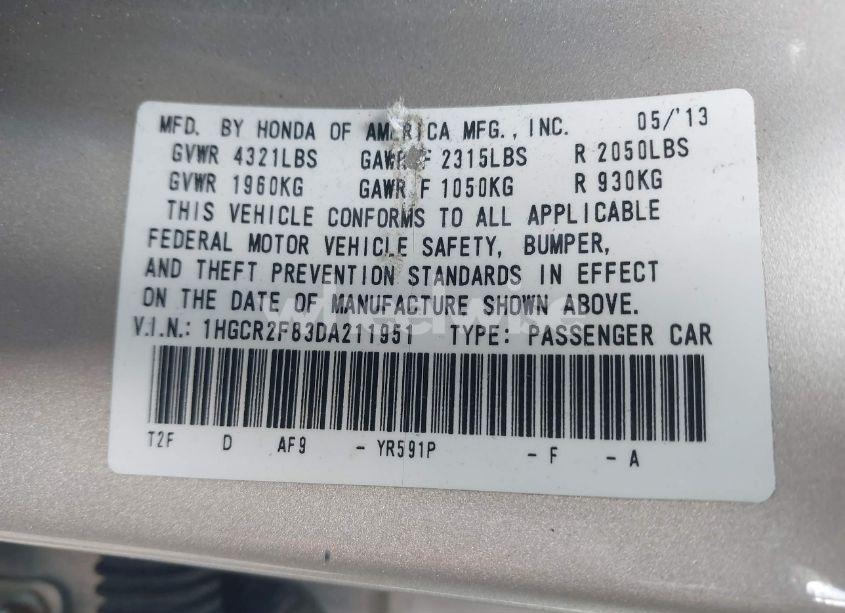 MFD. BY HONDA OF AMERICA MFG., INC. 05/'13
GVWR 4321LBS GAWR F 2315LBS R 2050LBS
GVWR 1960KG GAWR F 1050KG R 930KG
THIS VEHICLE CONFORMS TO ALL APPLICABLE
FEDERAL MOTOR VEHICLE SAFETY, BUMPER,
AND THEFT PREVENTION STANDARDS IN EFFECT
ON THE DATE OF MANUFACTURE SHOWN ABOVE.
wheelwise
V.I.N.: 1HGCR2F83DA211951 TYPE: PASSENGER CAR
T2F D AF9 - YR591P - F - A